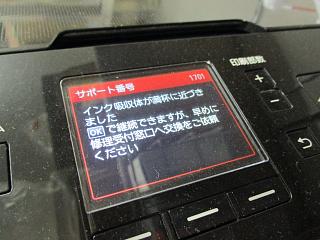 印刷部数
サポート番号 1701
インク吸収体が満杯に近づき
ました
OK で継続できますが、早めに
修理受付窓口へ交換をご依頼
ください
+
-
A